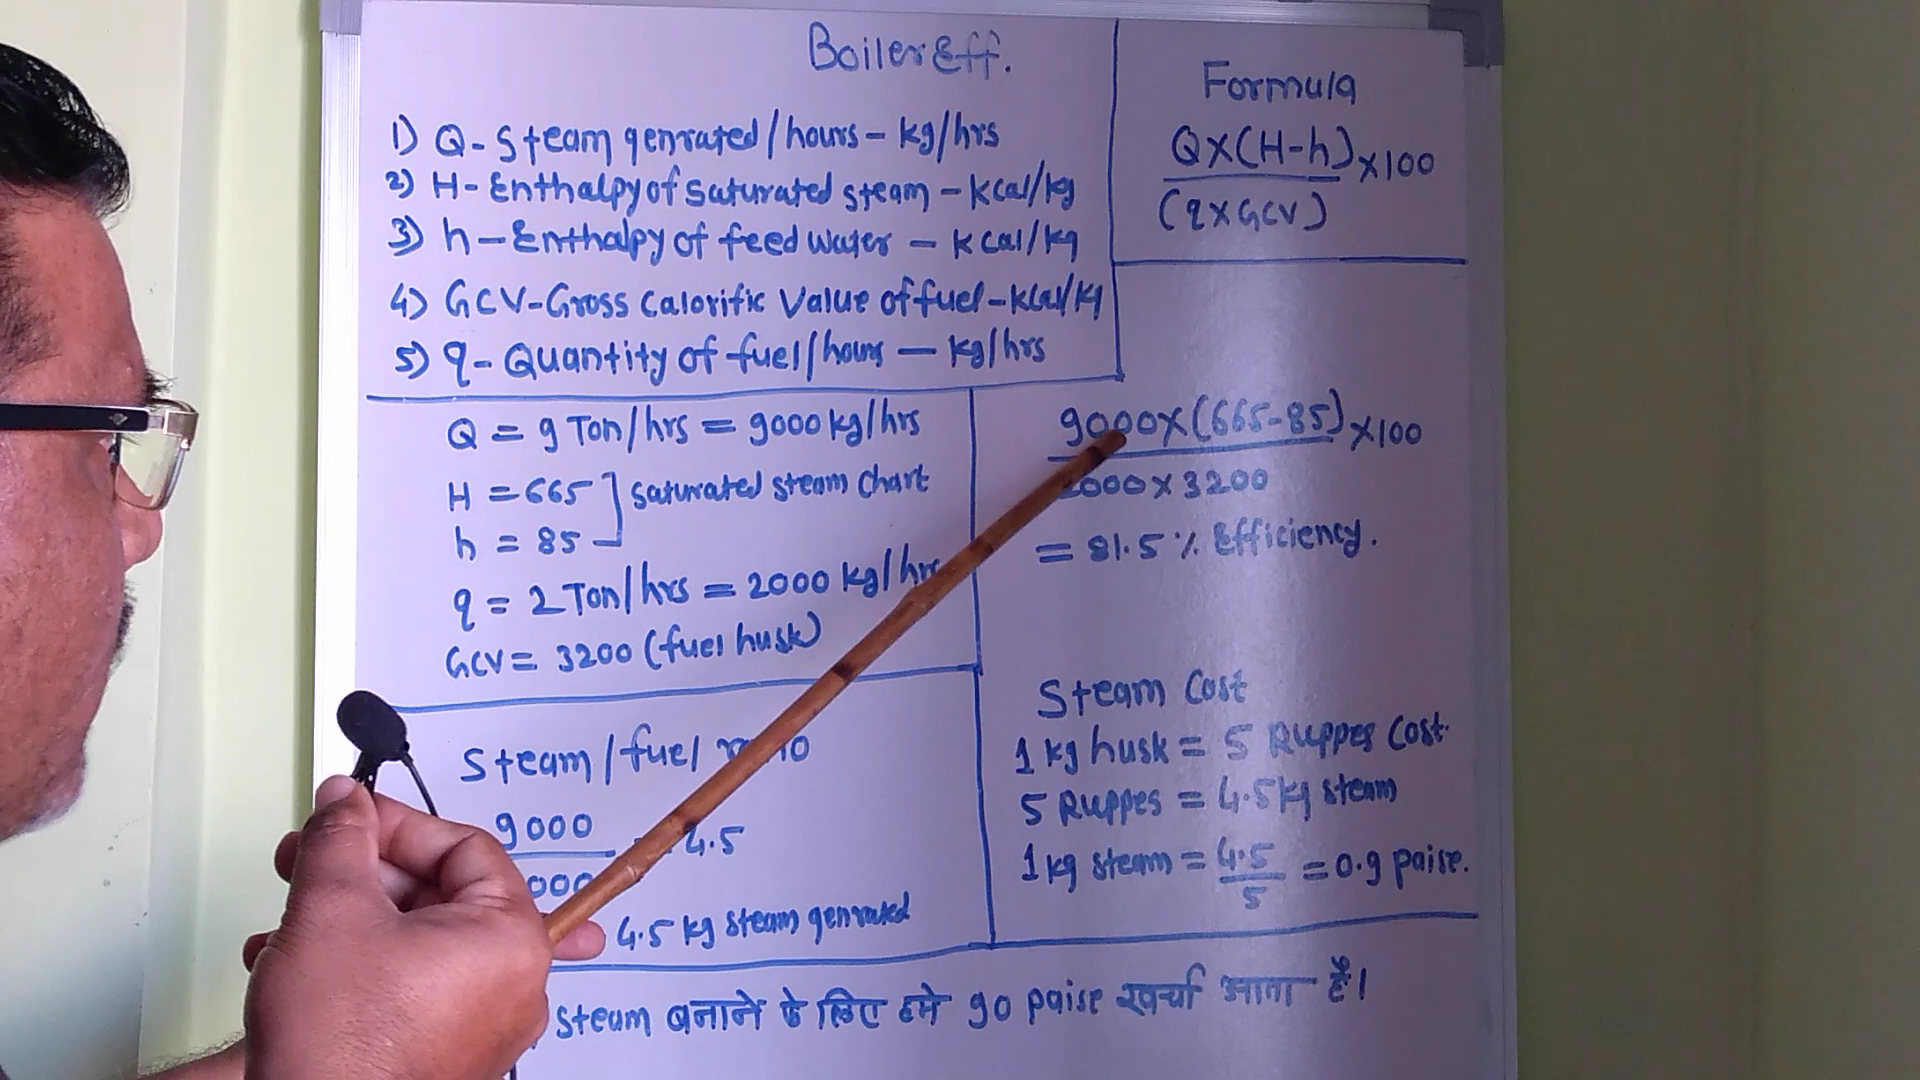 Boiler Eff.
1) Q - Steam genrated/hours - kg/hrs
2) H - Enthalpy of saturated steam - kcal/kg
3) h - Enthalpy of feed water - kcal/kg
4) GCV - Gross Calorific Value of fuel - kcal/kg
5) q - Quantity of fuel/hours - kg/hrs
Formula
Q×(H-h) ×100
(q×GCV)
Q = 9 Ton/hrs = 9000 kg/hrs
H = 665 ] saturated steam chart
h = 85
q = 2 Ton/hrs = 2000 kg/hrs
GCV = 3200 (fuel husk)
9000×(665-85) ×100
2000×3200
= 81.5 % Efficiency.
Steam/fuel
9000
= 4.5
000
4.5 kg steam genrated
Steam Cost
1 kg husk = 5 Ruppes Cost.
5 Ruppes = 4.5 kg steam
1 kg steam = 4.5 = 0.9 paise.
5
steam बनाने के लिए हमे 90 paise खर्चा आता है।